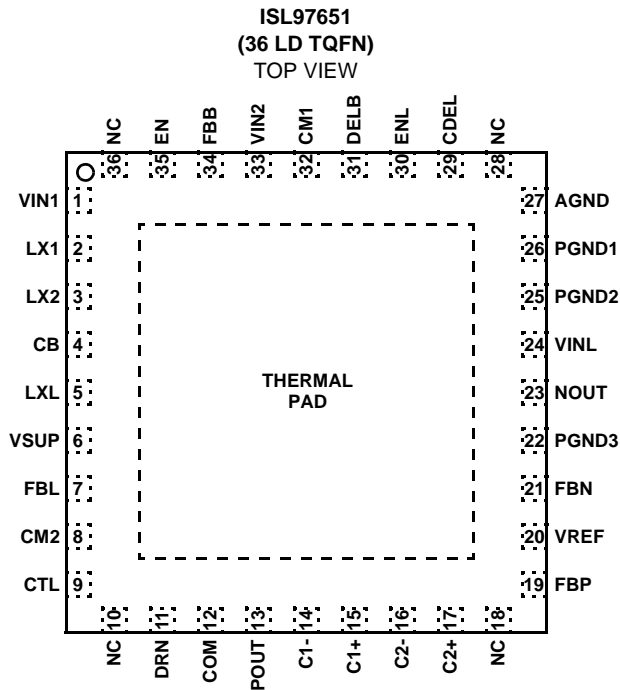 ISL97651
(36 LD TQFN)
TOP VIEW
NC
EN
FBB
VIN2
CM1
DELB
ENL
CDEL
NC
36
35
34
33
32
31
30
29
28
VIN1 1
LX1 2
LX2 3
CB 4
LXL 5
VSUP 6
FBL 7
CM2 8
CTL 9
THERMAL
PAD
27 AGND
26 PGND1
25 PGND2
24 VINL
23 NOUT
22 PGND3
21 FBN
20 VREF
19 FBP
10
11
12
13
14
15
16
17
18
NC
DRN
COM
POUT
C1-
C1+
C2-
C2+
NC